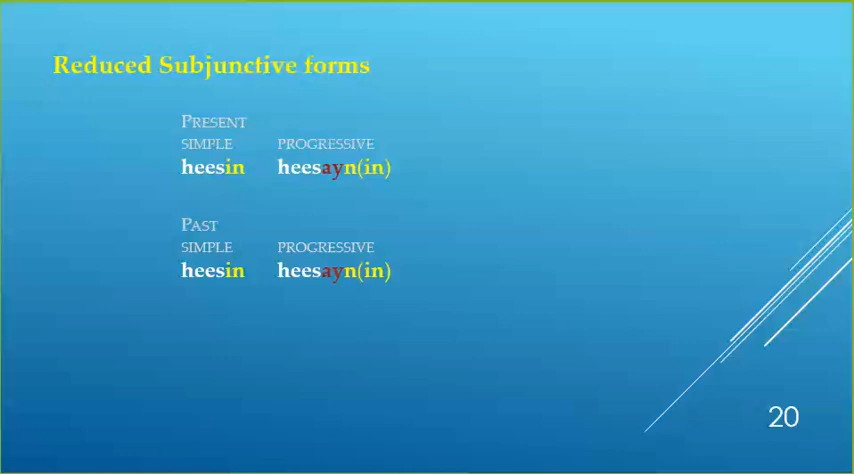 Reduced Subjunctive forms
PRESENT
SIMPLE PROGRESSIVE
heesin heesayn(in)
PAST
SIMPLE PROGRESSIVE
heesin heesayn(in)
20